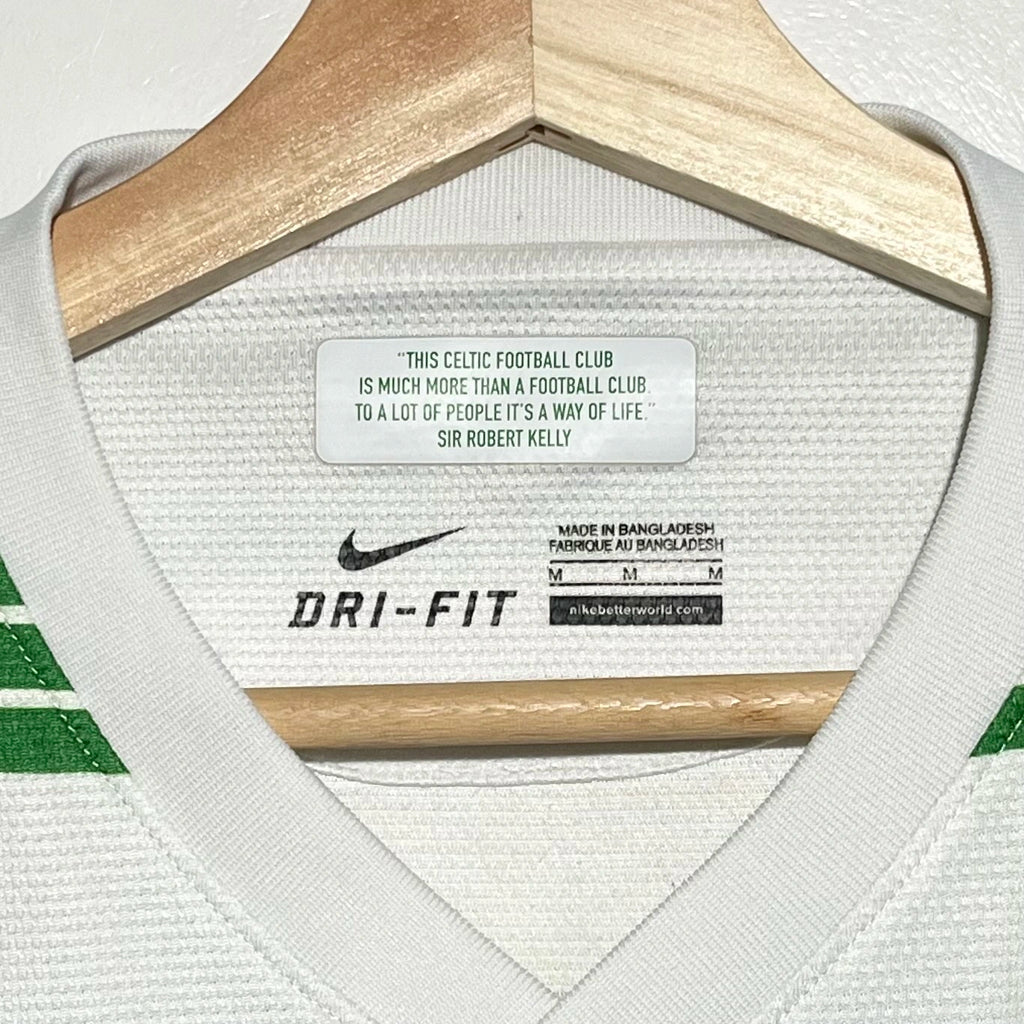 “THIS CELTIC FOOTBALL CLUB
IS MUCH MORE THAN A FOOTBALL CLUB.
TO A LOT OF PEOPLE IT'S A WAY OF LIFE.”
SIR ROBERT KELLY
DRI-FIT
MADE IN BANGLADESH
FABRIQUE AU BANGLADESH
M M M
nikebetterworld.com